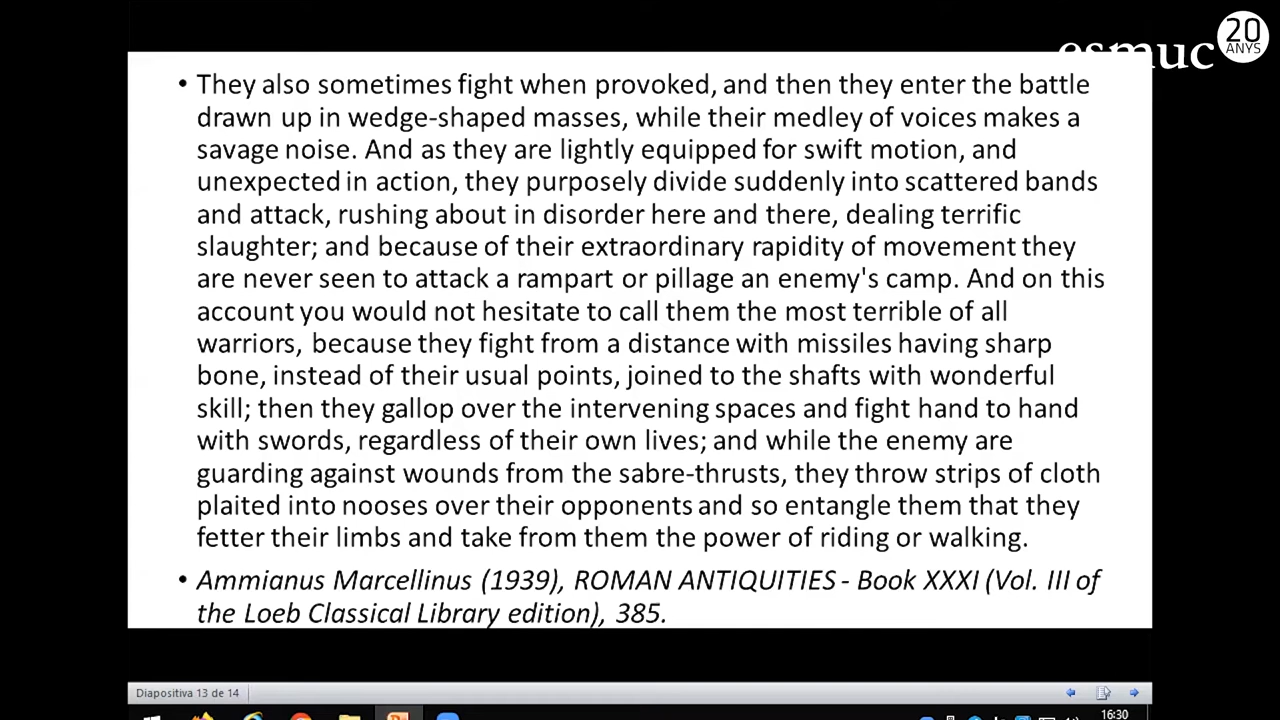 20
ANYS
esmuc
• They also sometimes fight when provoked, and then they enter the battle
drawn up in wedge-shaped masses, while their medley of voices makes a
savage noise. And as they are lightly equipped for swift motion, and
unexpected in action, they purposely divide suddenly into scattered bands
and attack, rushing about in disorder here and there, dealing terrific
slaughter; and because of their extraordinary rapidity of movement they
are never seen to attack a rampart or pillage an enemy's camp. And on this
account you would not hesitate to call them the most terrible of all
warriors, because they fight from a distance with missiles having sharp
bone, instead of their usual points, joined to the shafts with wonderful
skill; then they gallop over the intervening spaces and fight hand to hand
with swords, regardless of their own lives; and while the enemy are
guarding against wounds from the sabre-thrusts, they throw strips of cloth
plaited into nooses over their opponents and so entangle them that they
fetter their limbs and take from them the power of riding or walking.
• Ammianus Marcellinus (1939), ROMAN ANTIQUITIES - Book XXXI (Vol. III of
the Loeb Classical Library edition), 385.
Diapositiva 13 de 14
16:30